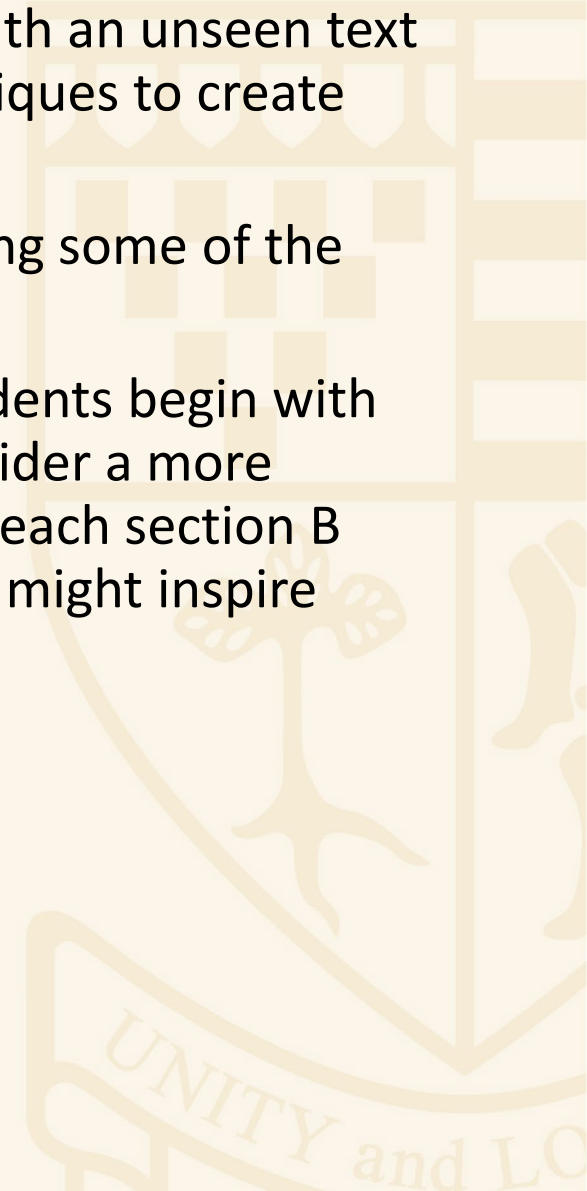 th an unseen text
iques to create
ng some of the
dents begin with
ider a more
each section B
might inspire
UNITY and LO